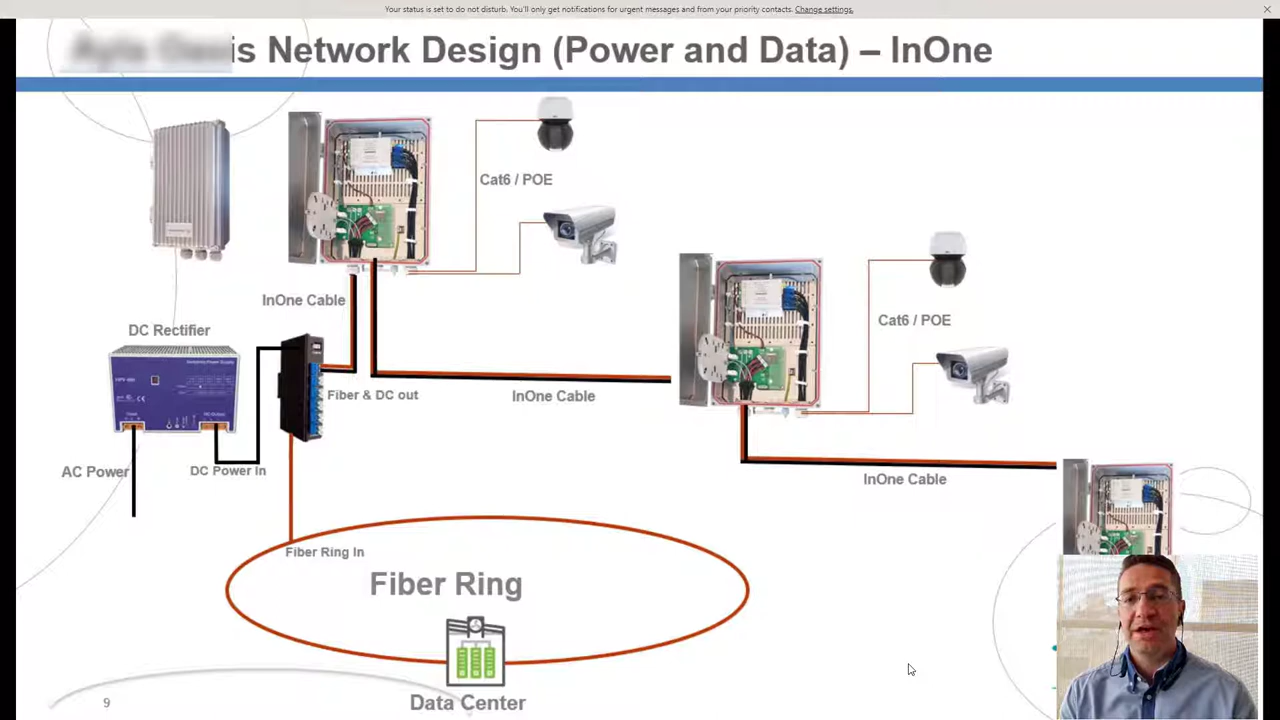 Your status is set to do not disturb. You'll only get notifications for urgent messages and from your priority contacts. Change settings.
is Network Design (Power and Data) – InOne
Cat6 / POE
InOne Cable
DC Rectifier
Cat6 / POE
Fiber & DC out
InOne Cable
AC Power
DC Power In
InOne Cable
Fiber Ring In
Fiber Ring
Data Center
9